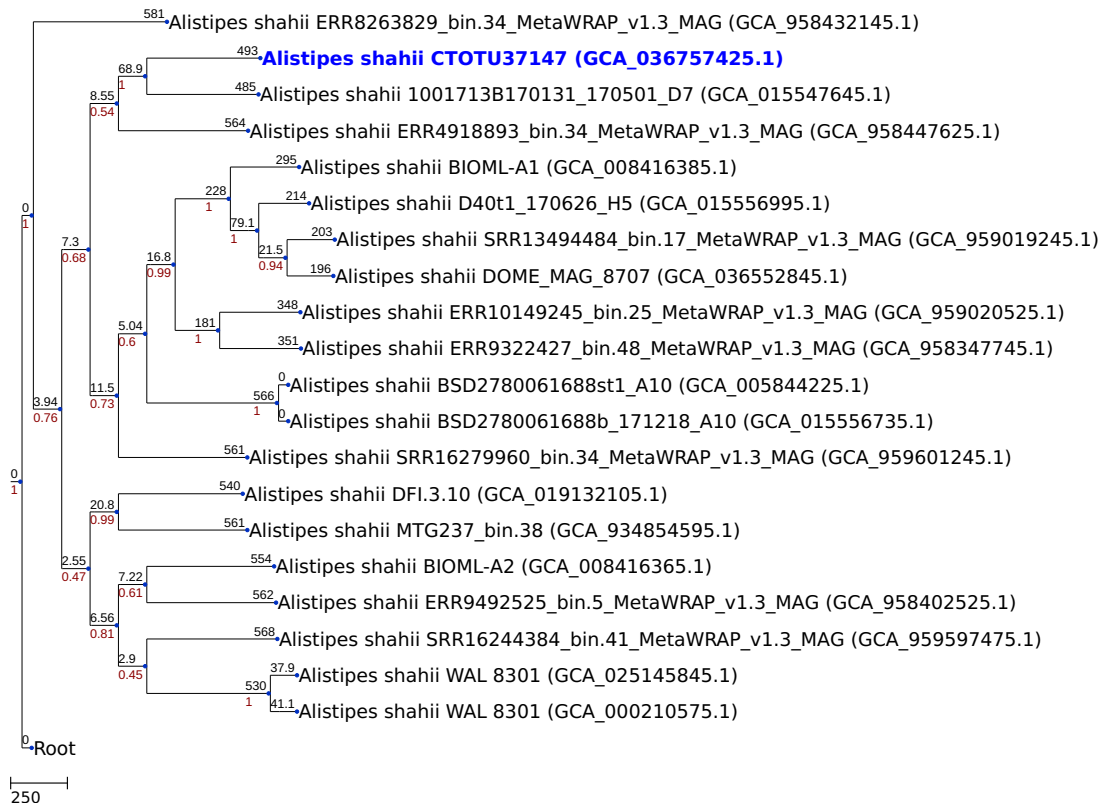 581 Alistipes shahii ERR8263829_bin.34_MetaWRAP_v1.3_MAG (GCA_958432145.1)
493 Alistipes shahii CTOTU37147 (GCA_036757425.1)
68.9
1
485 Alistipes shahii 1001713B170131_170501_D7 (GCA_015547645.1)
8.55
0.54
564 Alistipes shahii ERR4918893_bin.34_MetaWRAP_v1.3_MAG (GCA_958447625.1)
295 Alistipes shahii BIOML-A1 (GCA_008416385.1)
228
1
214 Alistipes shahii D40t1_170626_H5 (GCA_015556995.1)
0
1
79.1
1
203 Alistipes shahii SRR13494484_bin.17_MetaWRAP_v1.3_MAG (GCA_959019245.1)
7.3
0.68
21.5
0.94
16.8
0.99
196 Alistipes shahii DOME_MAG_8707 (GCA_036552845.1)
348 Alistipes shahii ERR10149245_bin.25_MetaWRAP_v1.3_MAG (GCA_959020525.1)
181
1
5.04
0.6
351 Alistipes shahii ERR9322427_bin.48_MetaWRAP_v1.3_MAG (GCA_958347745.1)
0 Alistipes shahii BSD2780061688st1_A10 (GCA_005844225.1)
11.5
0.73
566
1
3.94
0.76
0 Alistipes shahii BSD2780061688b_171218_A10 (GCA_015556735.1)
561 Alistipes shahii SRR16279960_bin.34_MetaWRAP_v1.3_MAG (GCA_959601245.1)
0
1
540 Alistipes shahii DFI.3.10 (GCA_019132105.1)
20.8
0.99
561 Alistipes shahii MTG237_bin.38 (GCA_934854595.1)
2.55
0.47
554 Alistipes shahii BIOML-A2 (GCA_008416365.1)
7.22
0.61
562 Alistipes shahii ERR9492525_bin.5_MetaWRAP_v1.3_MAG (GCA_958402525.1)
6.56
0.81
568 Alistipes shahii SRR16244384_bin.41_MetaWRAP_v1.3_MAG (GCA_959597475.1)
2.9
0.45
37.9 Alistipes shahii WAL 8301 (GCA_025145845.1)
530
1
41.1 Alistipes shahii WAL 8301 (GCA_000210575.1)
0 Root
250